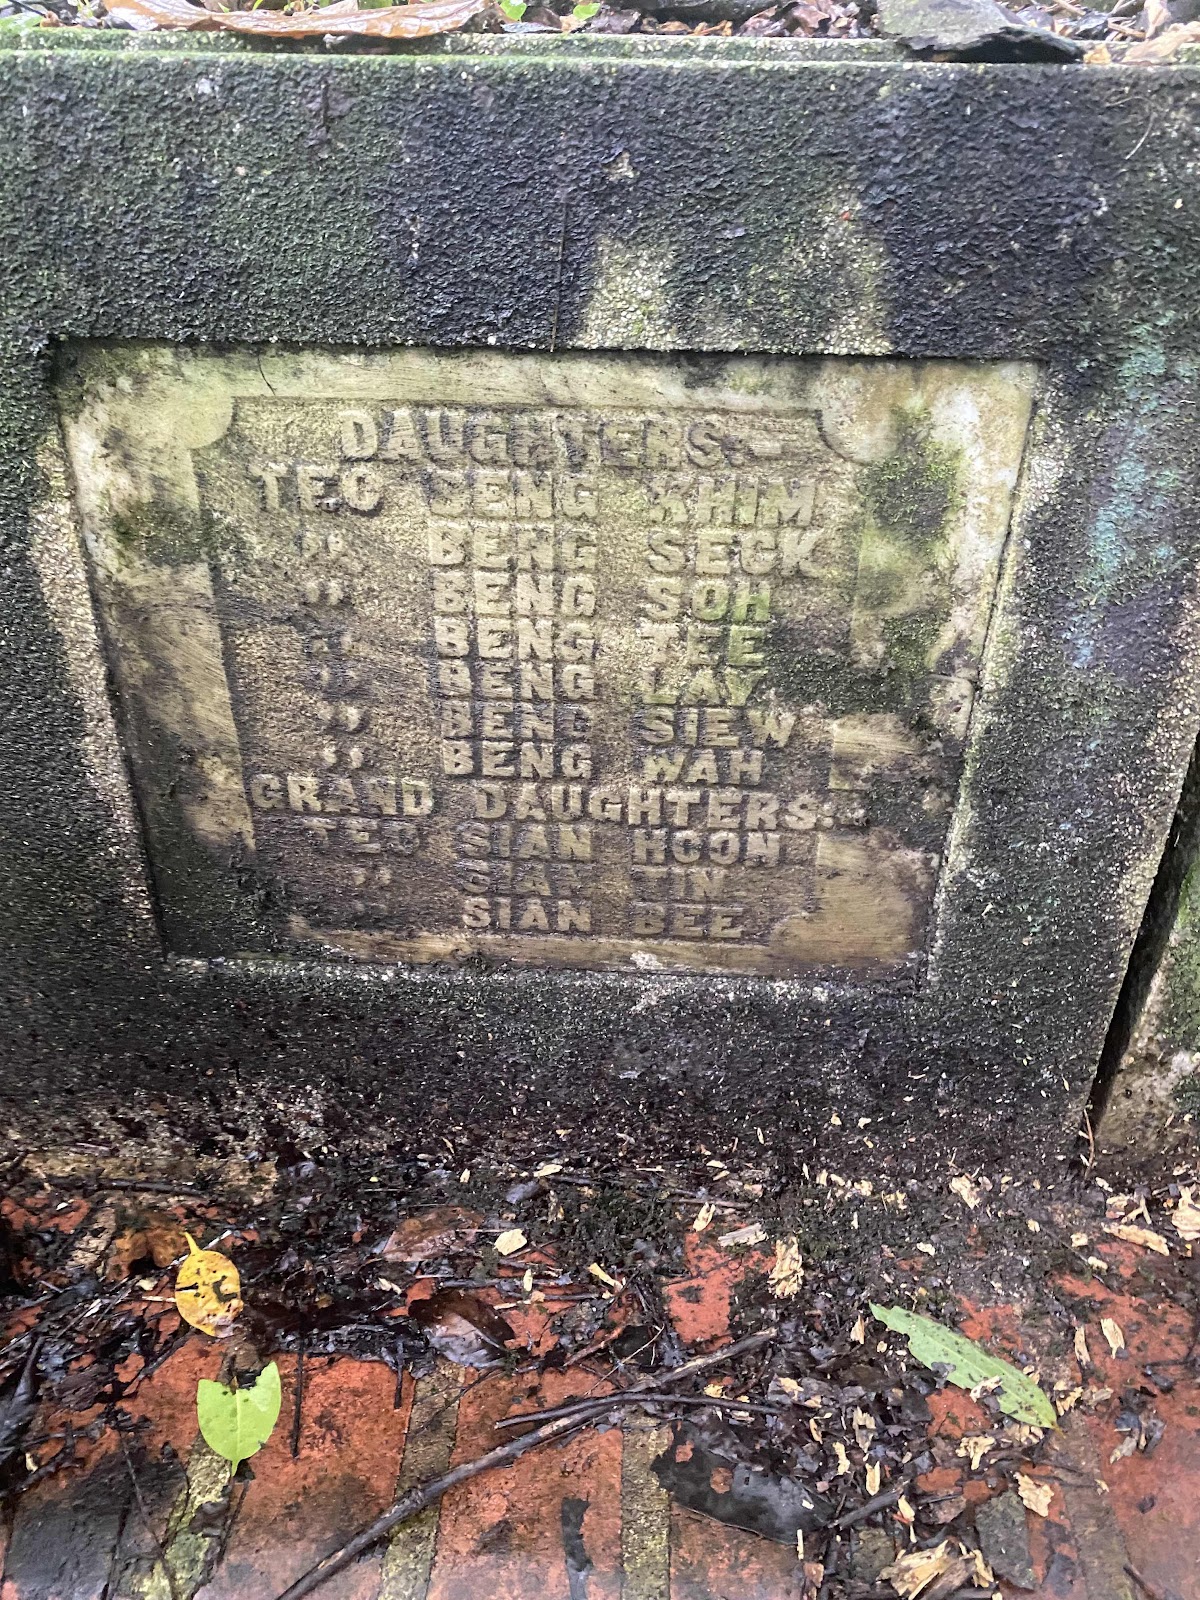 DAUGHTERS:-
TEO SENG KHIM
" BENG SECK
" BENG SOH
" BENG TEE
" BENG LAY
" BENG SIEW
" BENG WAH
GRAND DAUGHTERS:-
TEO SIAN HOON
" SIAN TIN
" SIAN BEE